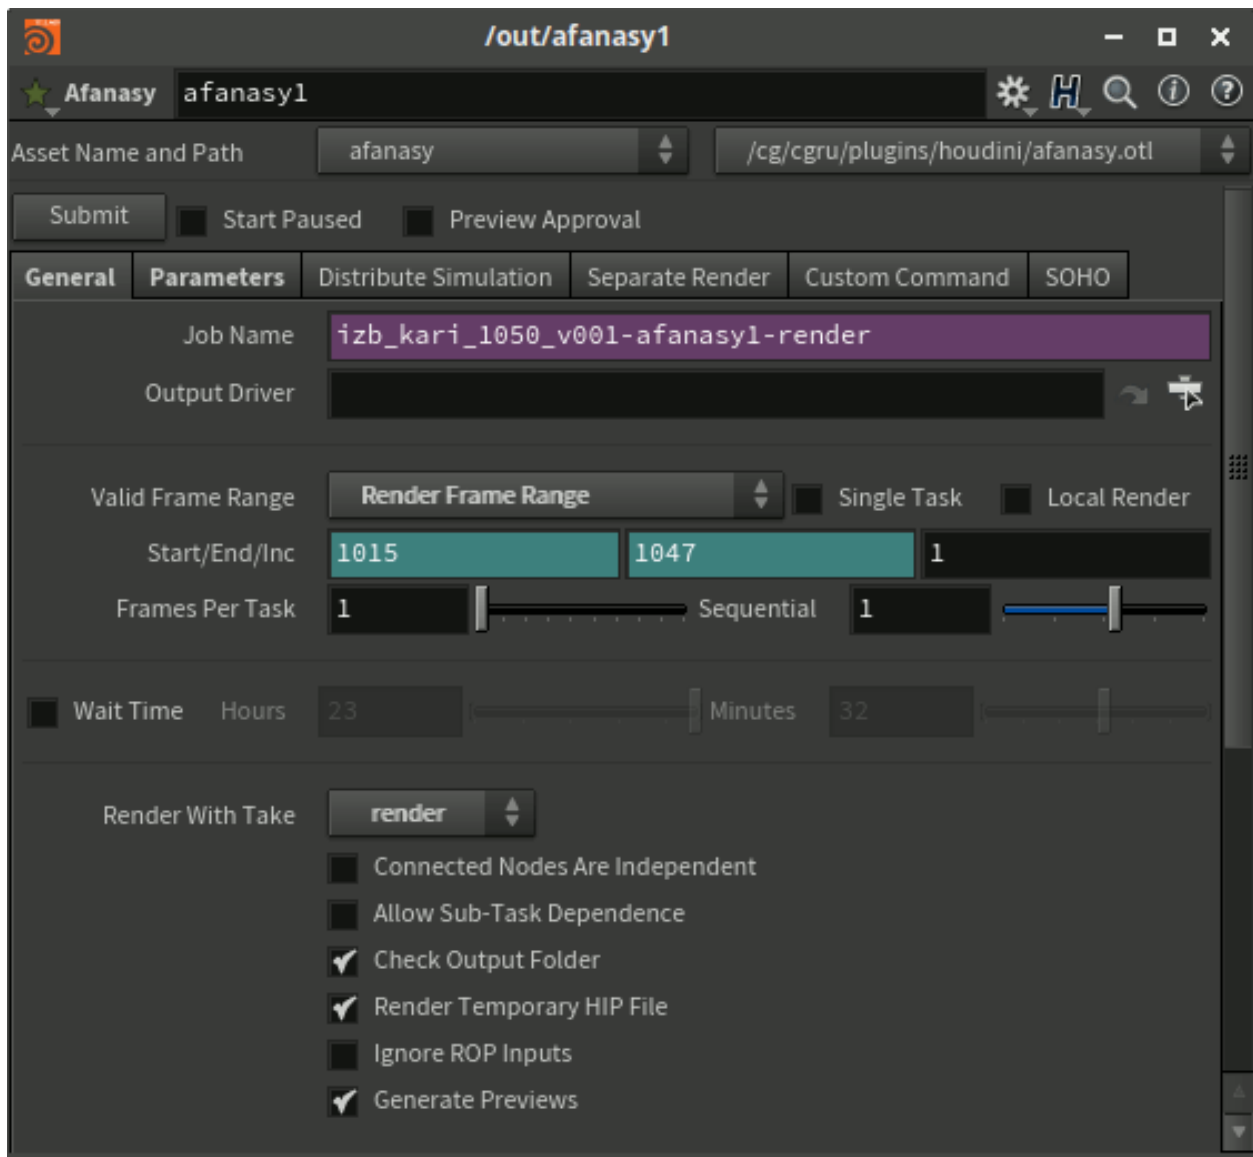 /out/afanasy1
Afanasy afanasy1
Asset Name and Path afanasy /cg/cgru/plugins/houdini/afanasy.otl
Submit Start Paused Preview Approval
General Parameters Distribute Simulation Separate Render Custom Command SOHO
Job Name izb_kari_1050_v001-afanasy1-render
Output Driver
Valid Frame Range Render Frame Range Single Task Local Render
Start/End/Inc 1015 1047 1
Frames Per Task 1 Sequential 1
Wait Time Hours 23 Minutes 32
Render With Take render
Connected Nodes Are Independent
Allow Sub-Task Dependence
Check Output Folder
Render Temporary HIP File
Ignore ROP Inputs
Generate Previews